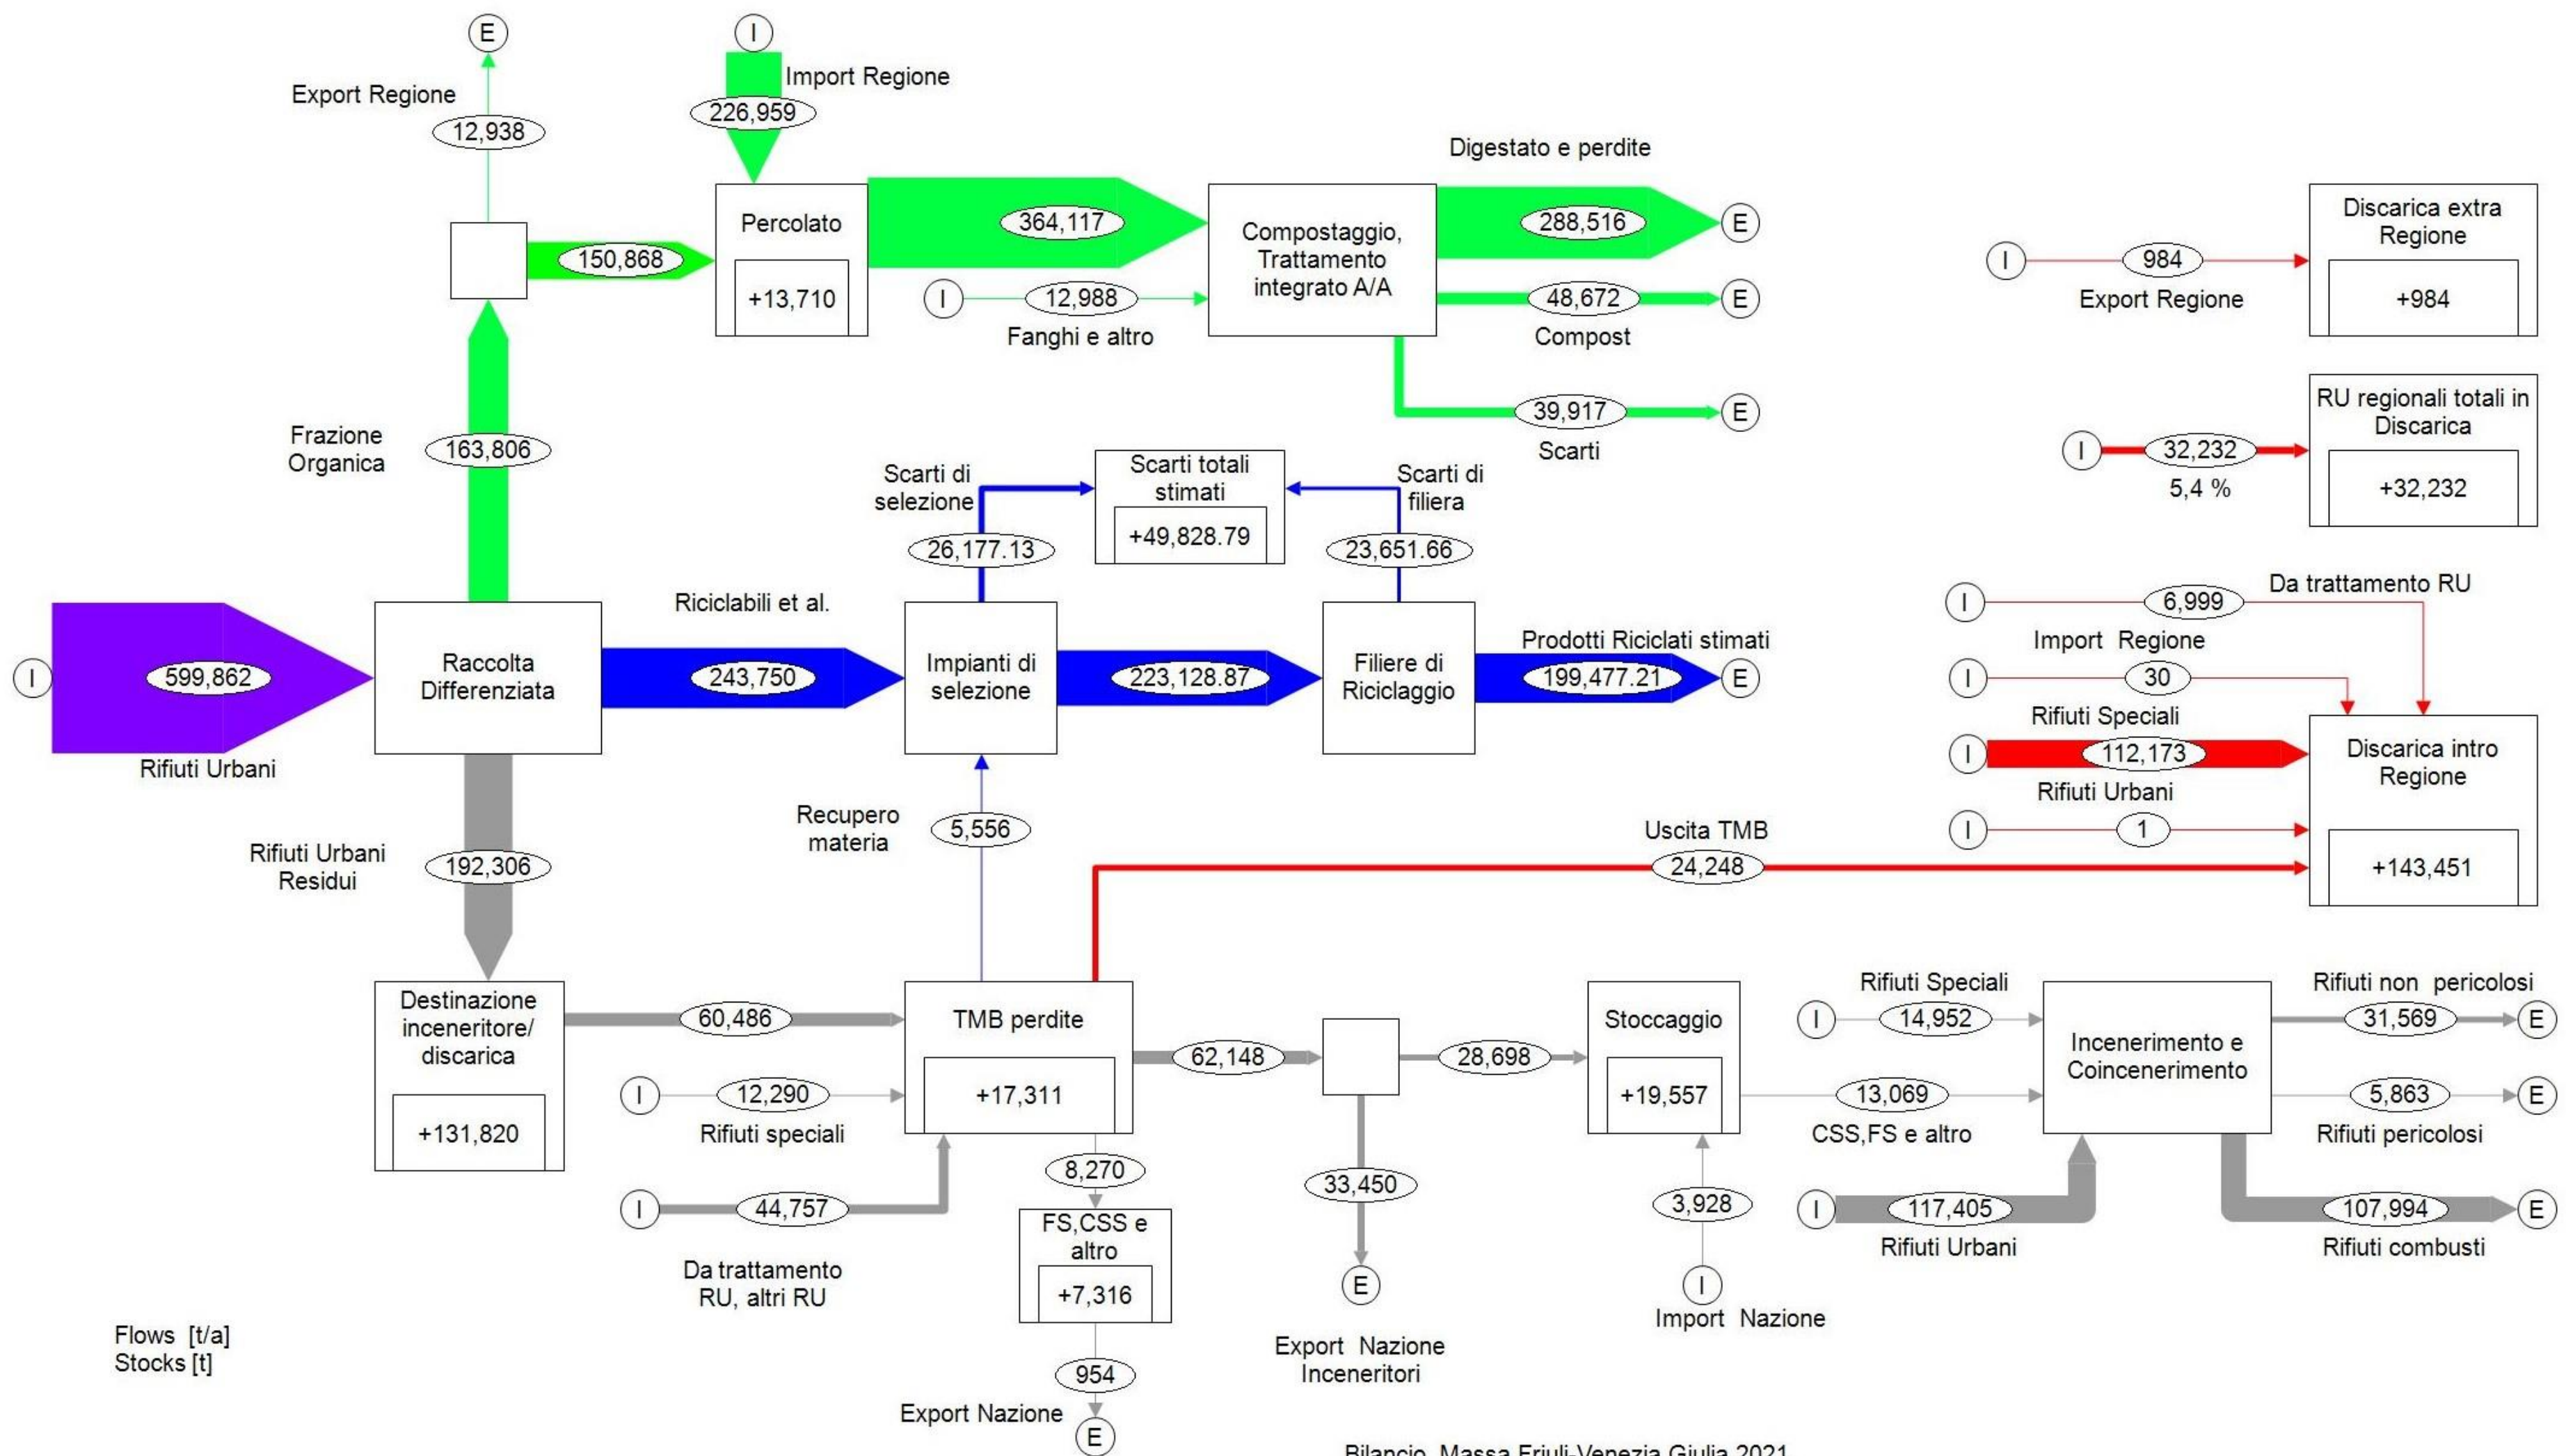 E
I
Import Regione
Export Regione
226,959
12,938
Digestato e perdite
Percolato
+13,710
364,117
Compostaggio,
Trattamento
integrato A/A
288,516
E
150,868
I
12,988
Fanghi e altro
48,672
E
Compost
39,917
E
Scarti
Discarica extra
Regione
+984
I
984
Export Regione
RU regionali totali in
Discarica
+32,232
I
32,232
5,4 %
Frazione
Organica
163,806
Scarti di
selezione
Scarti totali
stimati
+49,828.79
Scarti di
filiera
26,177.13
23,651.66
I
599,862
Rifiuti Urbani
Raccolta
Differenziata
Riciclabili et al.
243,750
Impianti di
selezione
223,128.87
Filiere di
Riciclaggio
Prodotti Riciclati stimati
199,477.21
E
I
6,999
Da trattamento RU
Import Regione
I
30
Rifiuti Speciali
I
112,173
Rifiuti Urbani
I
1
Discarica intro
Regione
+143,451
Uscita TMB
24,248
Recupero
materia
5,556
Rifiuti Urbani
Residui
192,306
Destinazione
inceneritore/
discarica
+131,820
60,486
I
12,290
Rifiuti speciali
I
44,757
Da trattamento
RU, altri RU
TMB perdite
+17,311
62,148
8,270
FS,CSS e
altro
+7,316
954
Export Nazione
E
33,450
E
Export Nazione
Inceneritori
28,698
Stoccaggio
+19,557
3,928
I
Import Nazione
Rifiuti Speciali
I
14,952
13,069
CSS,FS e altro
I
117,405
Rifiuti Urbani
Incenerimento e
Coincenerimento
Rifiuti non pericolosi
31,569
E
5,863
E
Rifiuti pericolosi
107,994
E
Rifiuti combusti
Flows [t/a]
Stocks [t]
Bilancio Massa Friuli-Venezia Giulia 2021